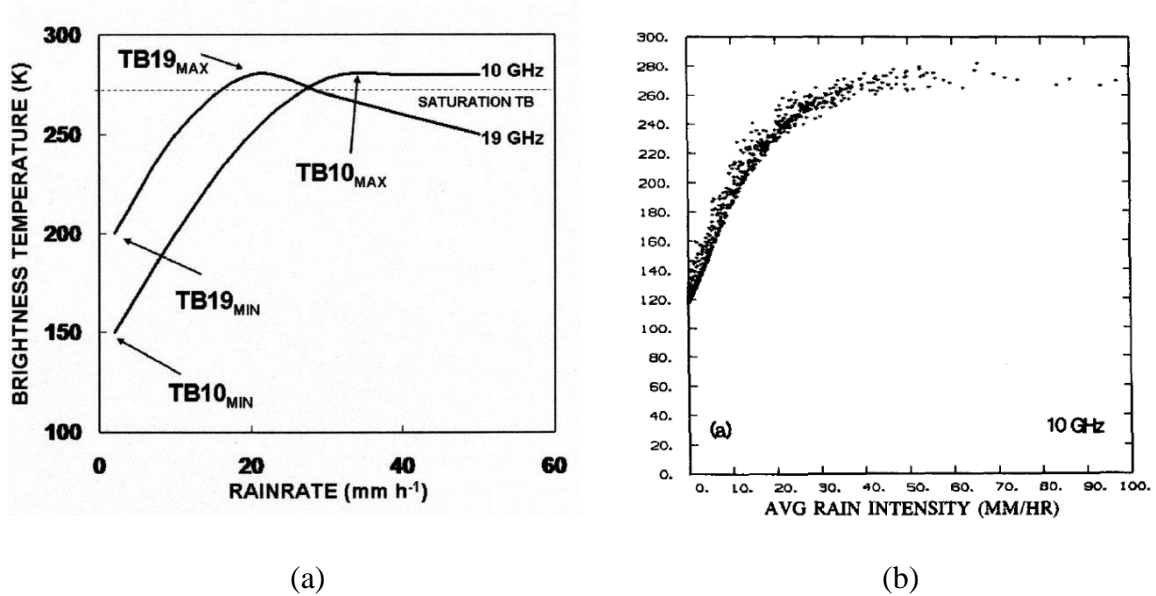 300
250
200
150
100
BRIGHTNESS TEMPERATURE (K)
TB19MAX
10 GHz
SATURATION TB
19 GHz
TB10MAX
TB19MIN
TB10MIN
0 20 40 60
RAINRATE (mm h-1)
(a)
300.
280.
260.
240.
220.
200.
180.
160.
140.
120.
100.
80.
60.
40.
20.
0.
(a)
10 GHz
0. 10. 20. 30. 40. 50. 60. 70. 80. 90. 100.
AVG RAIN INTENSITY (MM/HR)
(b)